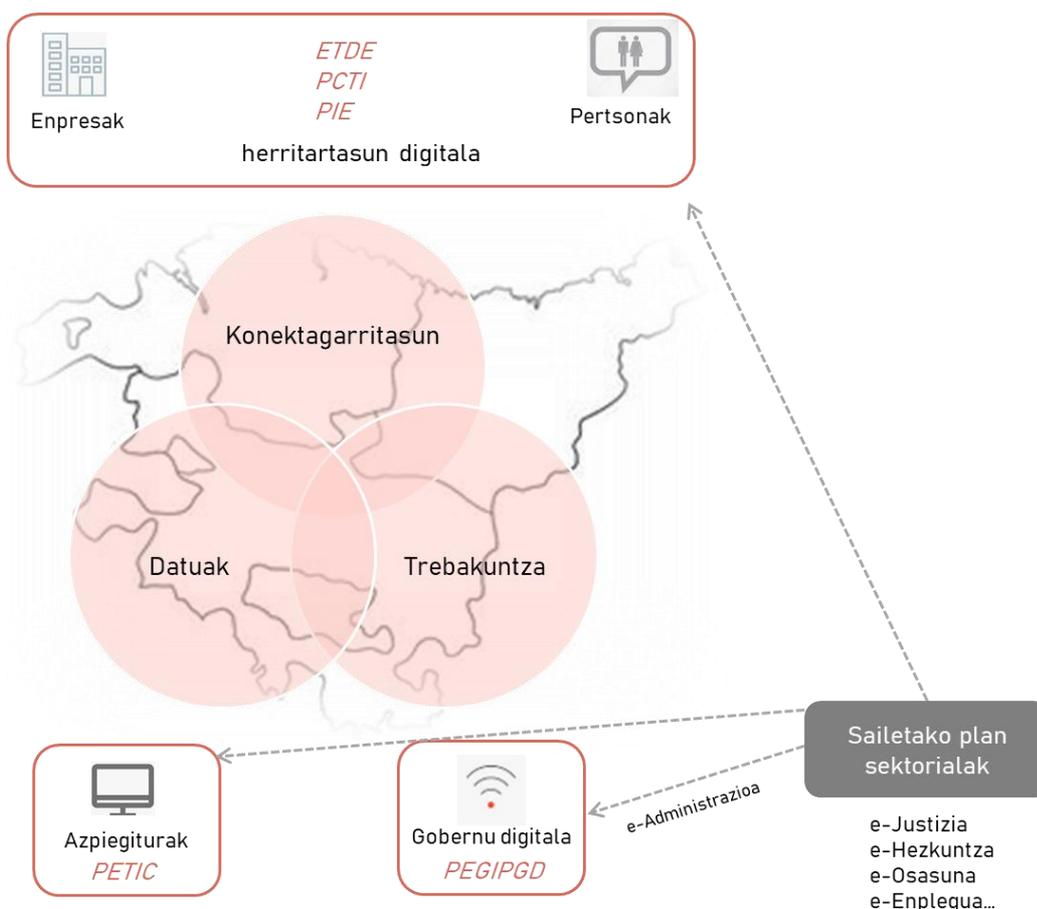 ETDE
PCTI
PIE
Enpresak
Pertsonak
herritartasun digitala
Konektagarritasun
Datuak
Trebakuntza
Sailetako plan
sektorialak
e-Administrazioa
Azpiegiturak
PETIC
Gobernu digitala
PEGIPGD
e-Justizia
e-Hezkuntza
e-Osasuna
e-Enplegua...